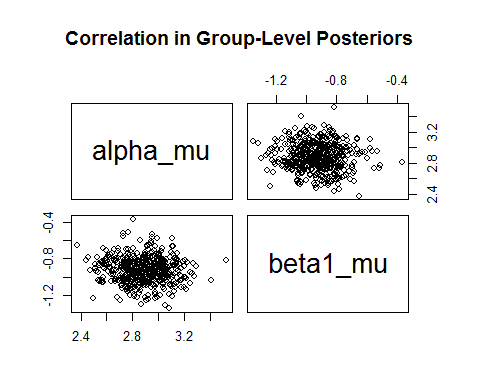 Correlation in Group-Level Posteriors
-1.2 -0.8 -0.4
alpha_mu
2.4 2.8 3.2
-1.2 -0.8 -0.4
beta1_mu
2.4 2.8 3.2